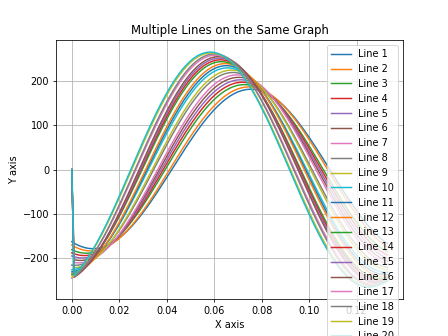 Multiple Lines on the Same Graph
Y axis
200
100
0
−100
−200
0.00
0.02
0.04
0.06
0.08
0.10
X axis
Line 1
Line 2
Line 3
Line 4
Line 5
Line 6
Line 7
Line 8
Line 9
Line 10
Line 11
Line 12
Line 13
Line 14
Line 15
Line 16
Line 17
Line 18
Line 19
Line 20